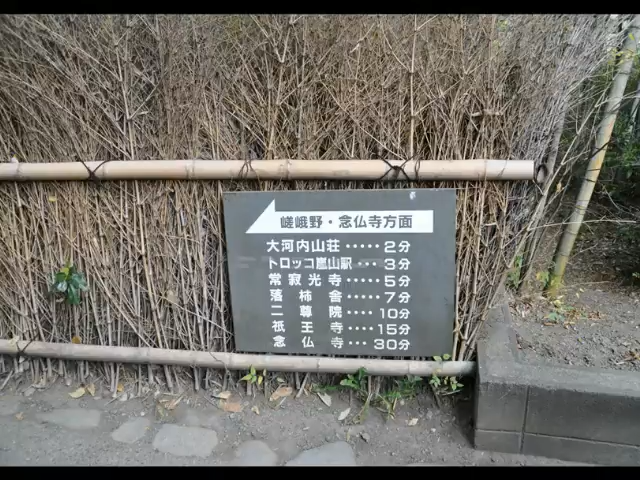 嵯峨野・念仏寺方面
大河内山荘・・・・・2分
トロッコ嵐山駅・・・3分
常寂光寺・・・・・5分
落柿舎・・・・7分
二尊院・・・・10分
祇王寺・・・・15分
念仏寺・・・30分